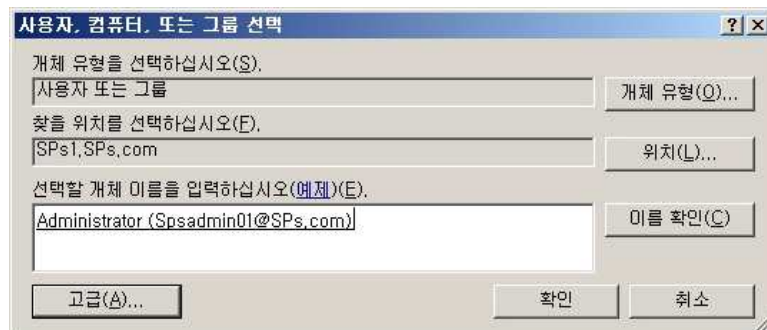 사용자, 컴퓨터, 또는 그룹 선택
개체 유형을 선택하십시오(S).
사용자 또는 그룹
개체 유형(O)...
찾을 위치를 선택하십시오(F).
SPs1.SPs.com
위치(L)...
선택할 개체 이름을 입력하십시오(예제)(E).
Administrator (Spsadmin01@SPs.com)
이름 확인(C)
고급(A)...
확인
취소